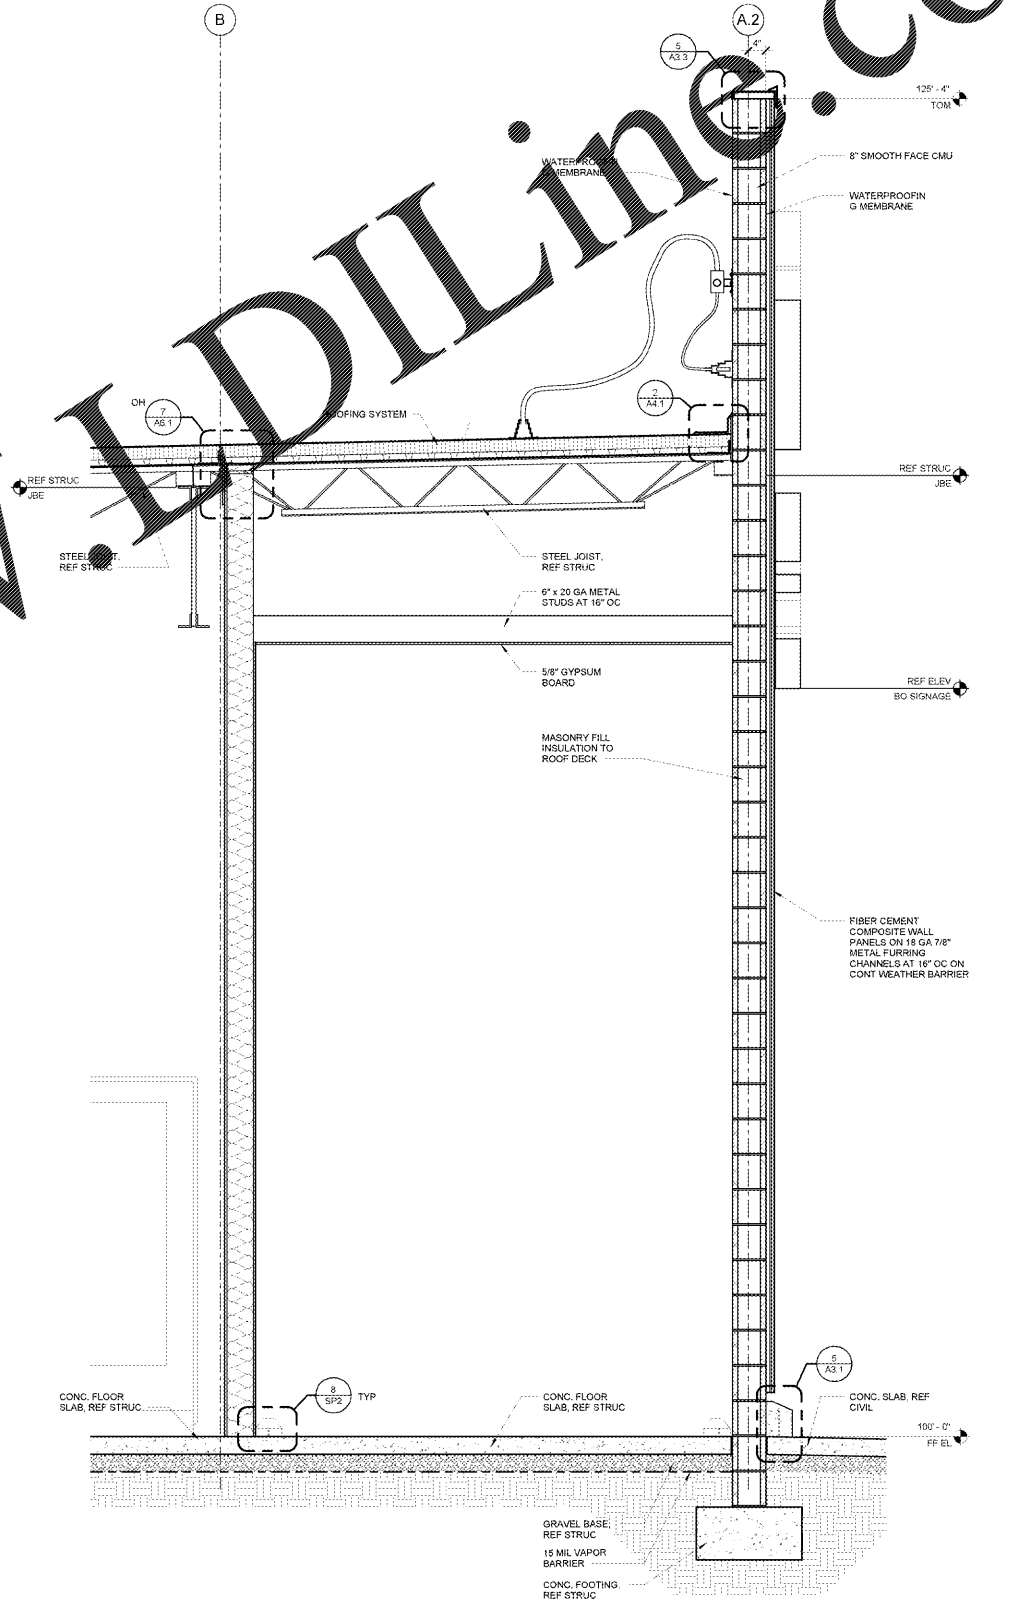 B
A.2
4"
5
A3.3
125' - 4"
TOM
8" SMOOTH FACE CMU
WATERPROOFIN
G MEMBRANE
WATERPROOFIN
G MEMBRANE
V.LDILine.co
2
A4.1
OH
7
A6.1
ROOFING SYSTEM
REF STRUC
JBE
REF STRUC
JBE
STEEL JOIST,
REF STRUC
STEEL JOIST,
REF STRUC
6" x 20 GA METAL
STUDS AT 16" OC
5/8" GYPSUM
BOARD
REF ELEV
BO SIGNAGE
MASONRY FILL
INSULATION TO
ROOF DECK
FIBER CEMENT
COMPOSITE WALL
PANELS ON 18 GA 7/8"
METAL FURRING
CHANNELS AT 16" OC ON
CONT WEATHER BARRIER
5
A3.1
8
SP2
TYP
CONC. FLOOR
SLAB, REF STRUC
CONC. FLOOR
SLAB, REF STRUC
CONC. SLAB, REF
CIVIL
100' - 0"
FF EL
GRAVEL BASE,
REF STRUC
15 MIL VAPOR
BARRIER
CONC. FOOTING
REF STRUC